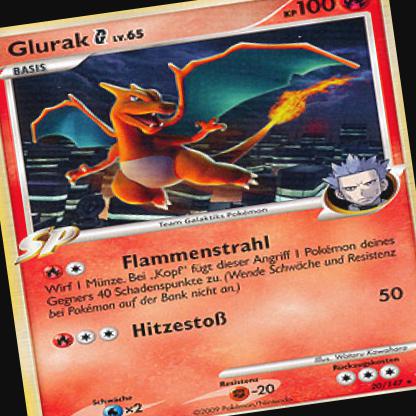 Glurak G LV.65 KP100
BASIS
Team Galaktiks Pokémon
SP
Flammenstrahl
Wirf 1 Münze. Bei „Kopf" fügt dieser Angriff 1 Pokémon deines
Gegners 40 Schadenspunkte zu. (Wende Schwäche und Resistenz
bei Pokémon auf der Bank nicht an.)
Hitzestoß 50
Illus. Wataru Kawahara
Schwäche Resistenz Rückzugskosten
×2 -20
©2009 Pokémon/Nintendo 20/147